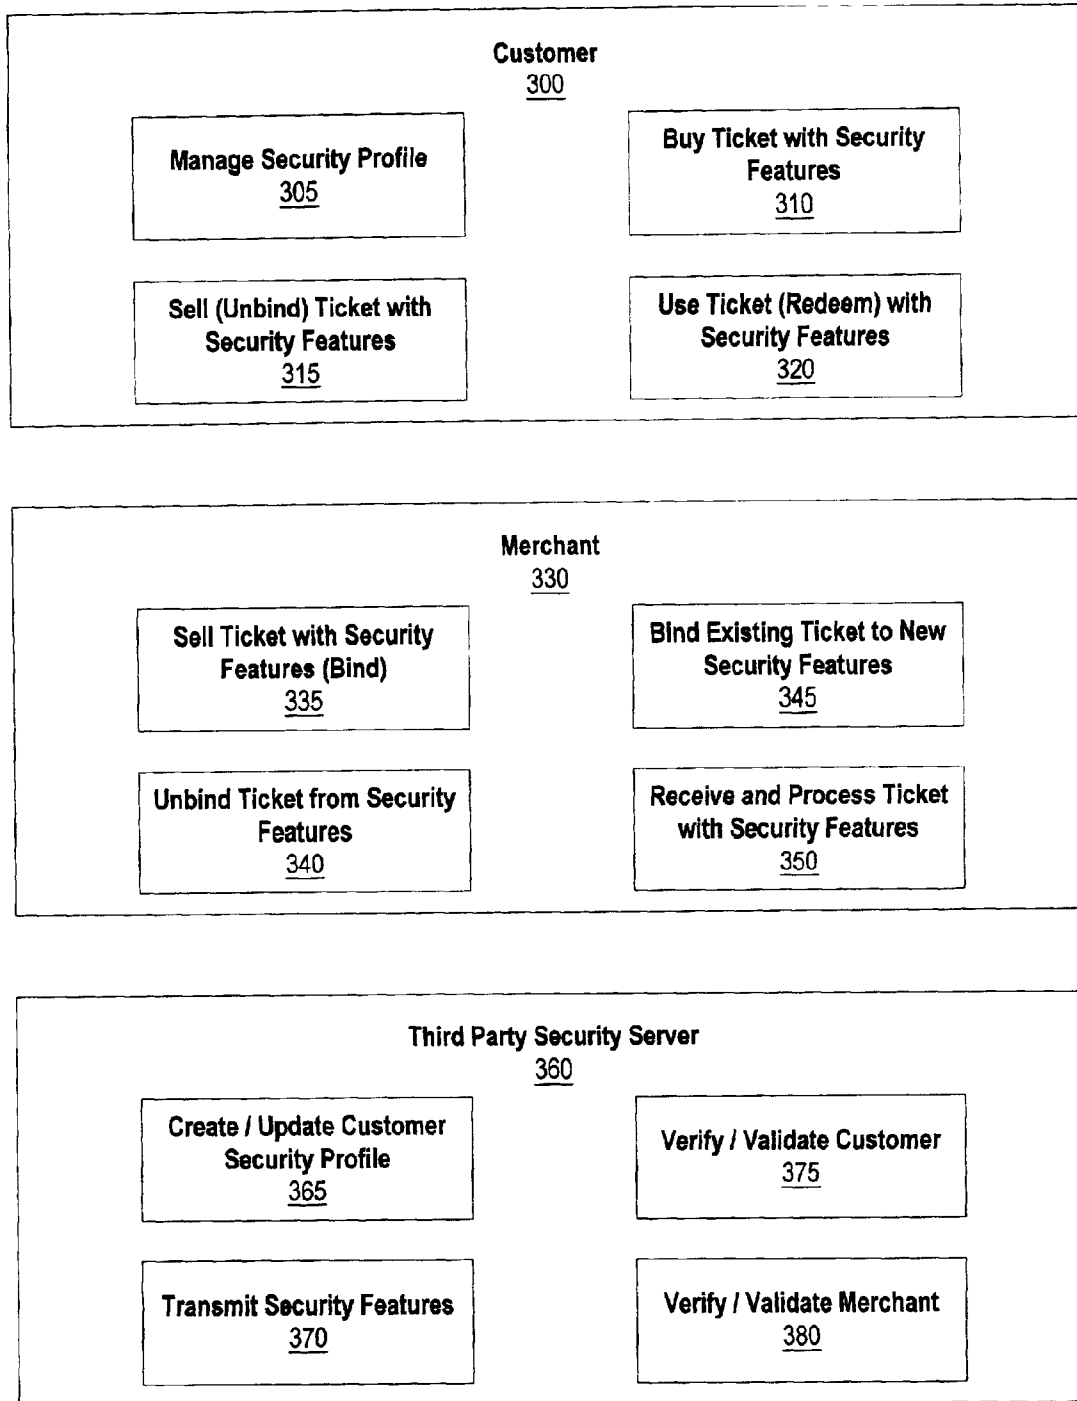 Customer
300
Manage Security Profile
305
Buy Ticket with Security
Features
310
Sell (Unbind) Ticket with
Security Features
315
Use Ticket (Redeem) with
Security Features
320
Merchant
330
Sell Ticket with Security
Features (Bind)
335
Bind Existing Ticket to New
Security Features
345
Unbind Ticket from Security
Features
340
Receive and Process Ticket
with Security Features
350
Third Party Security Server
360
Create / Update Customer
Security Profile
365
Verify / Validate Customer
375
Transmit Security Features
370
Verify / Validate Merchant
380